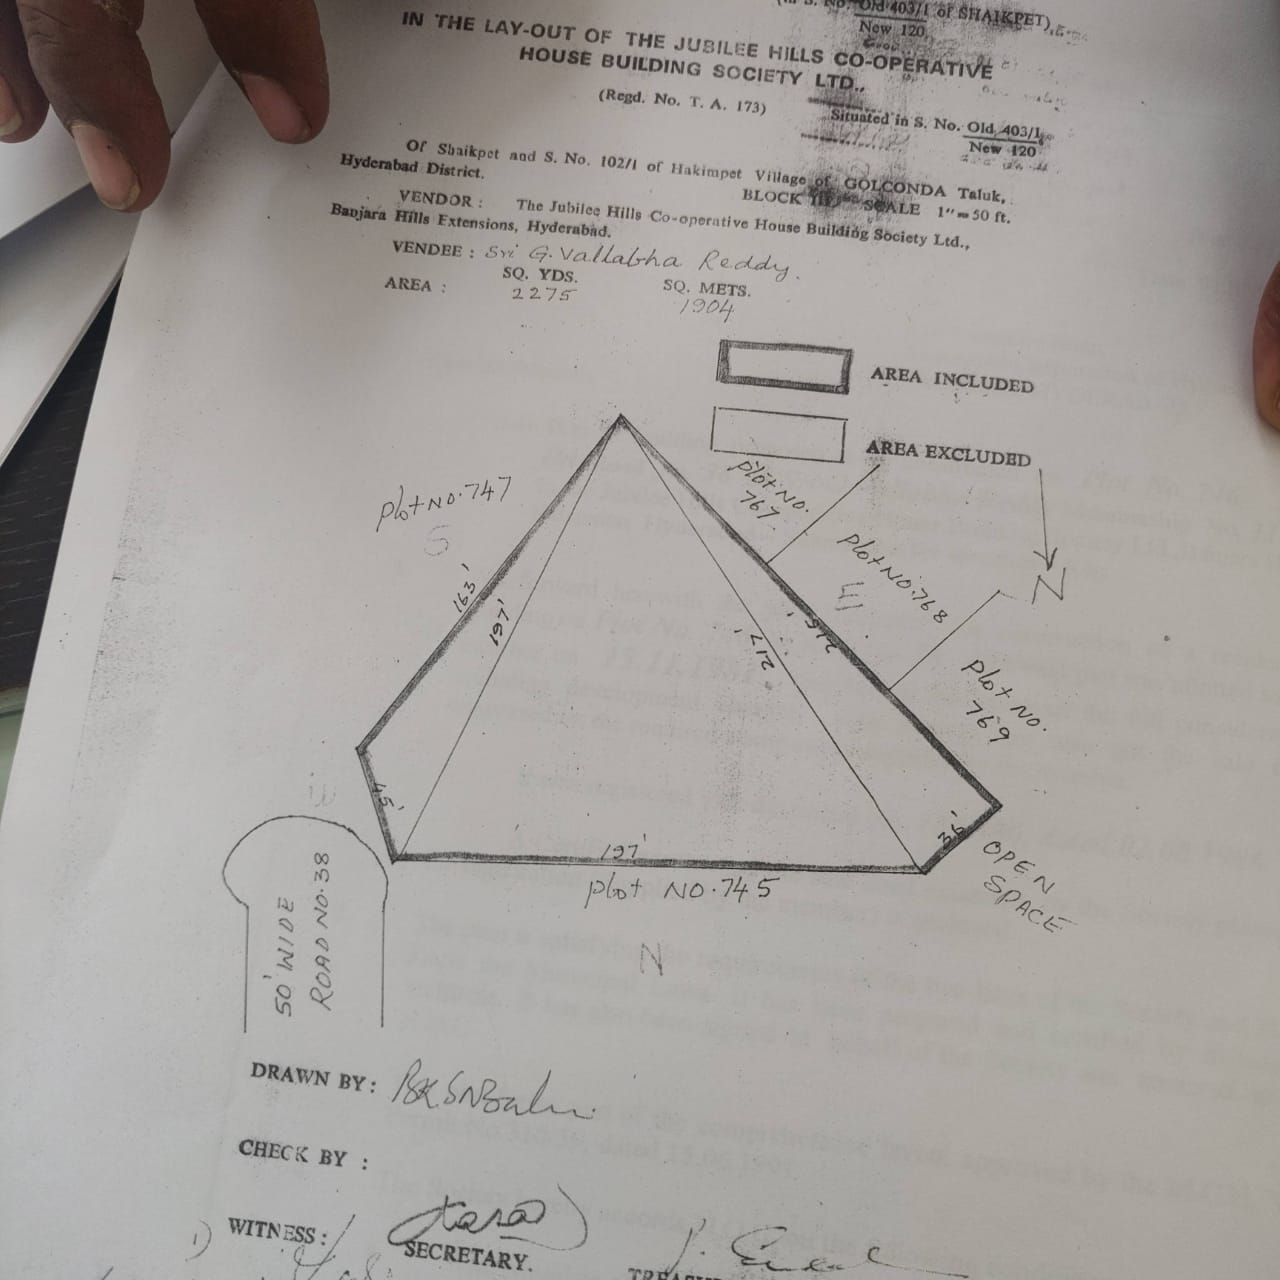 Old 403/1 of SHAIKPET)
New 120
IN THE LAY-OUT OF THE JUBILEE HILLS CO-OPERATIVE
HOUSE BUILDING SOCIETY LTD.,
(Regd. No. T. A. 173)
Situated in S. No. Old 403/1
New 120
Of Shaikpet and S. No. 102/1 of Hakimpet Village of GOLCONDA Taluk,
Hyderabad District.
BLOCK III SCALE 1"=50 ft.
VENDOR : The Jubilee Hills Co-operative House Building Society Ltd.,
Banjara Hills Extensions, Hyderabad.
VENDEE : Sri G. Vallabha Reddy.
AREA :
SQ. YDS.
2275
SQ. METS.
1904
AREA INCLUDED
AREA EXCLUDED
plot NO. 747
S
plot NO.
767
plot NO. 768
N
plot NO.
769
163'
197'
217'
45'
36'
OPEN
SPACE
197'
plot NO. 745
N
50' WIDE
ROAD NO. 38
DRAWN BY:
CHECK BY :
WITNESS:
1)
SECRETARY.